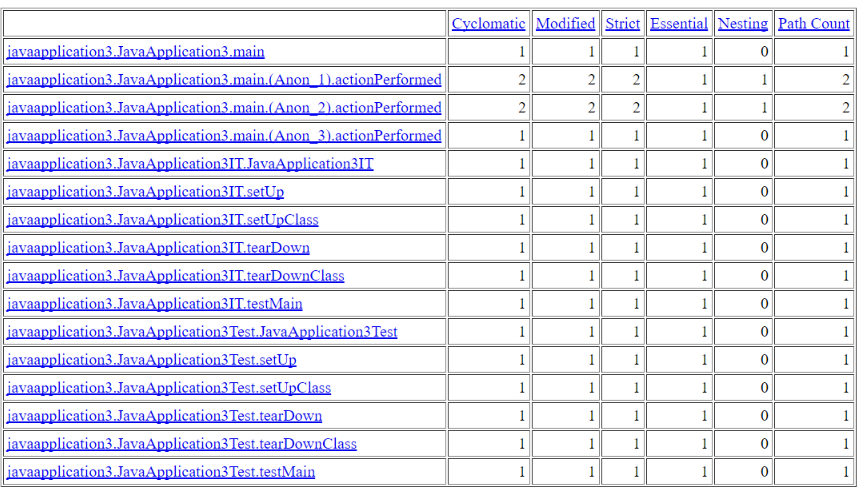 Cyclomatic Modified Strict Essential Nesting Path Count
javaapplication3.JavaApplication3.main 1 1 1 1 0 1
javaapplication3.JavaApplication3.main.(Anon_1).actionPerformed 2 2 2 1 1 2
javaapplication3.JavaApplication3.main.(Anon_2).actionPerformed 2 2 2 1 1 2
javaapplication3.JavaApplication3.main.(Anon_3).actionPerformed 1 1 1 1 0 1
javaapplication3.JavaApplication3IT.JavaApplication3IT 1 1 1 1 0 1
javaapplication3.JavaApplication3IT.setUp 1 1 1 1 0 1
javaapplication3.JavaApplication3IT.setUpClass 1 1 1 1 0 1
javaapplication3.JavaApplication3IT.tearDown 1 1 1 1 0 1
javaapplication3.JavaApplication3IT.tearDownClass 1 1 1 1 0 1
javaapplication3.JavaApplication3IT.testMain 1 1 1 1 0 1
javaapplication3.JavaApplication3Test.JavaApplication3Test 1 1 1 1 0 1
javaapplication3.JavaApplication3Test.setUp 1 1 1 1 0 1
javaapplication3.JavaApplication3Test.setUpClass 1 1 1 1 0 1
javaapplication3.JavaApplication3Test.tearDown 1 1 1 1 0 1
javaapplication3.JavaApplication3Test.tearDownClass 1 1 1 1 0 1
javaapplication3.JavaApplication3Test.testMain 1 1 1 1 0 1